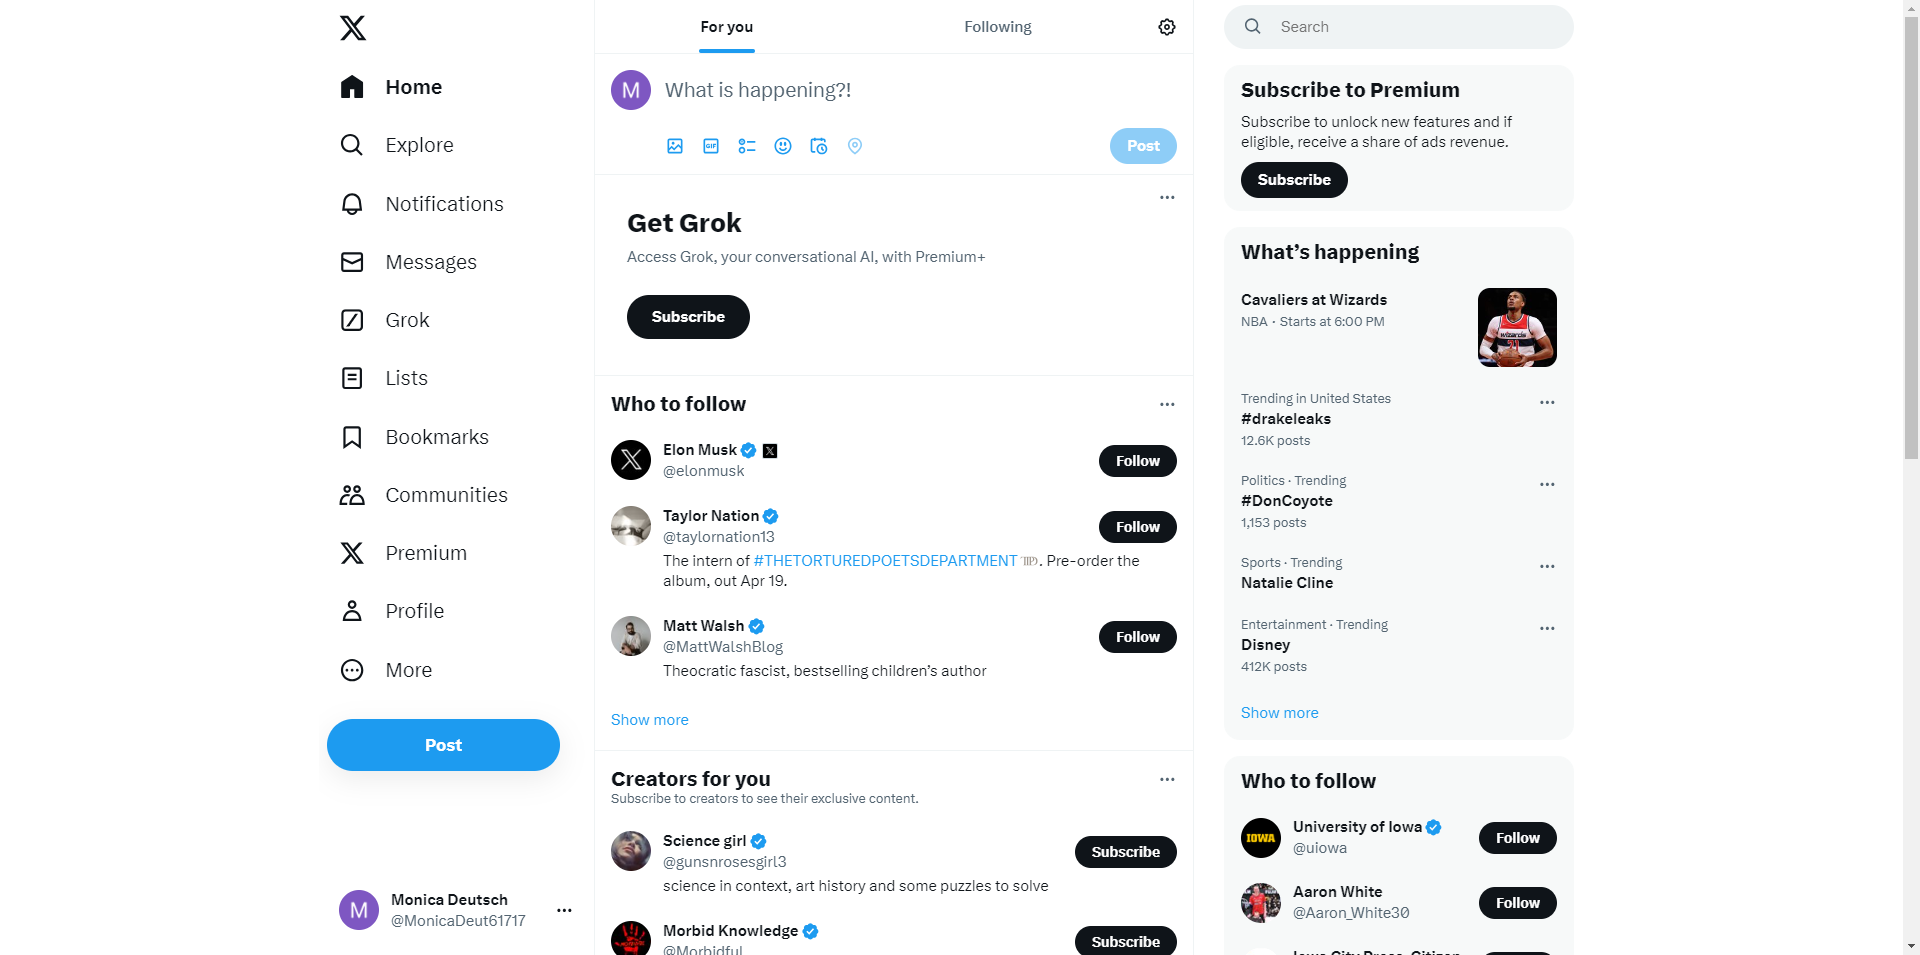 Home
Explore
Notifications
Messages
Grok
Lists
Bookmarks
Communities
Premium
Profile
More
Post
M
Monica Deutsch
@MonicaDeut61717
For you
Following
M
What is happening?!
GIF
Post
Get Grok
Access Grok, your conversational AI, with Premium+
Subscribe
Who to follow
Elon Musk
@elonmusk
Follow
Taylor Nation
@taylornation13
Follow
The intern of #THETORTUREDPOETSDEPARTMENT. Pre-order the
album, out Apr 19.
Matt Walsh
@MattWalshBlog
Follow
Theocratic fascist, bestselling children’s author
Show more
Creators for you
Subscribe to creators to see their exclusive content.
Science girl
@gunsnrosesgirl3
Subscribe
science in context, art history and some puzzles to solve
Morbid Knowledge
@Morbidful
Subscribe
Search
Subscribe to Premium
Subscribe to unlock new features and if
eligible, receive a share of ads revenue.
Subscribe
What’s happening
Cavaliers at Wizards
NBA · Starts at 6:00 PM
Trending in United States
#drakeleaks
12.6K posts
Politics · Trending
#DonCoyote
1,153 posts
Sports · Trending
Natalie Cline
Entertainment · Trending
Disney
412K posts
Show more
Who to follow
IOWA
University of Iowa
@uiowa
Follow
Aaron White
@Aaron_White30
Follow
Iowa City Press-Citizen